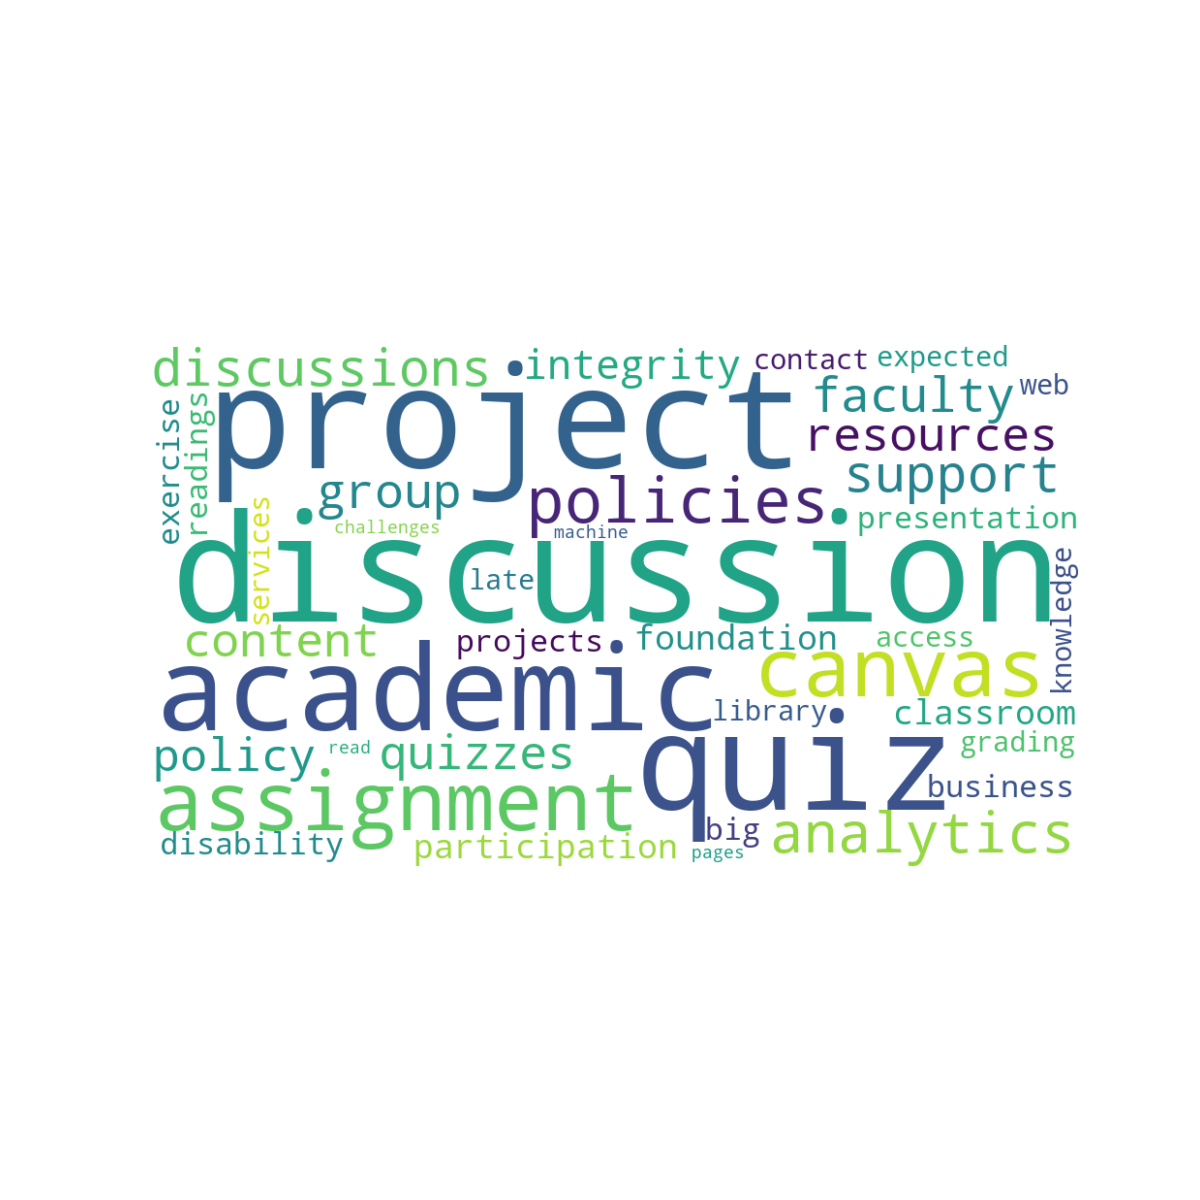 discussions
project
integrity
contact
expected
faculty
web
exercise
readings
resources
group
policies
support
services
challenges
machine
presentation
discussion
late
knowledge
content
projects
foundation
access
academic
canvas
library
classroom
policy
read
quizzes
quiz
grading
assignment
business
disability
participation
big
pages
analytics